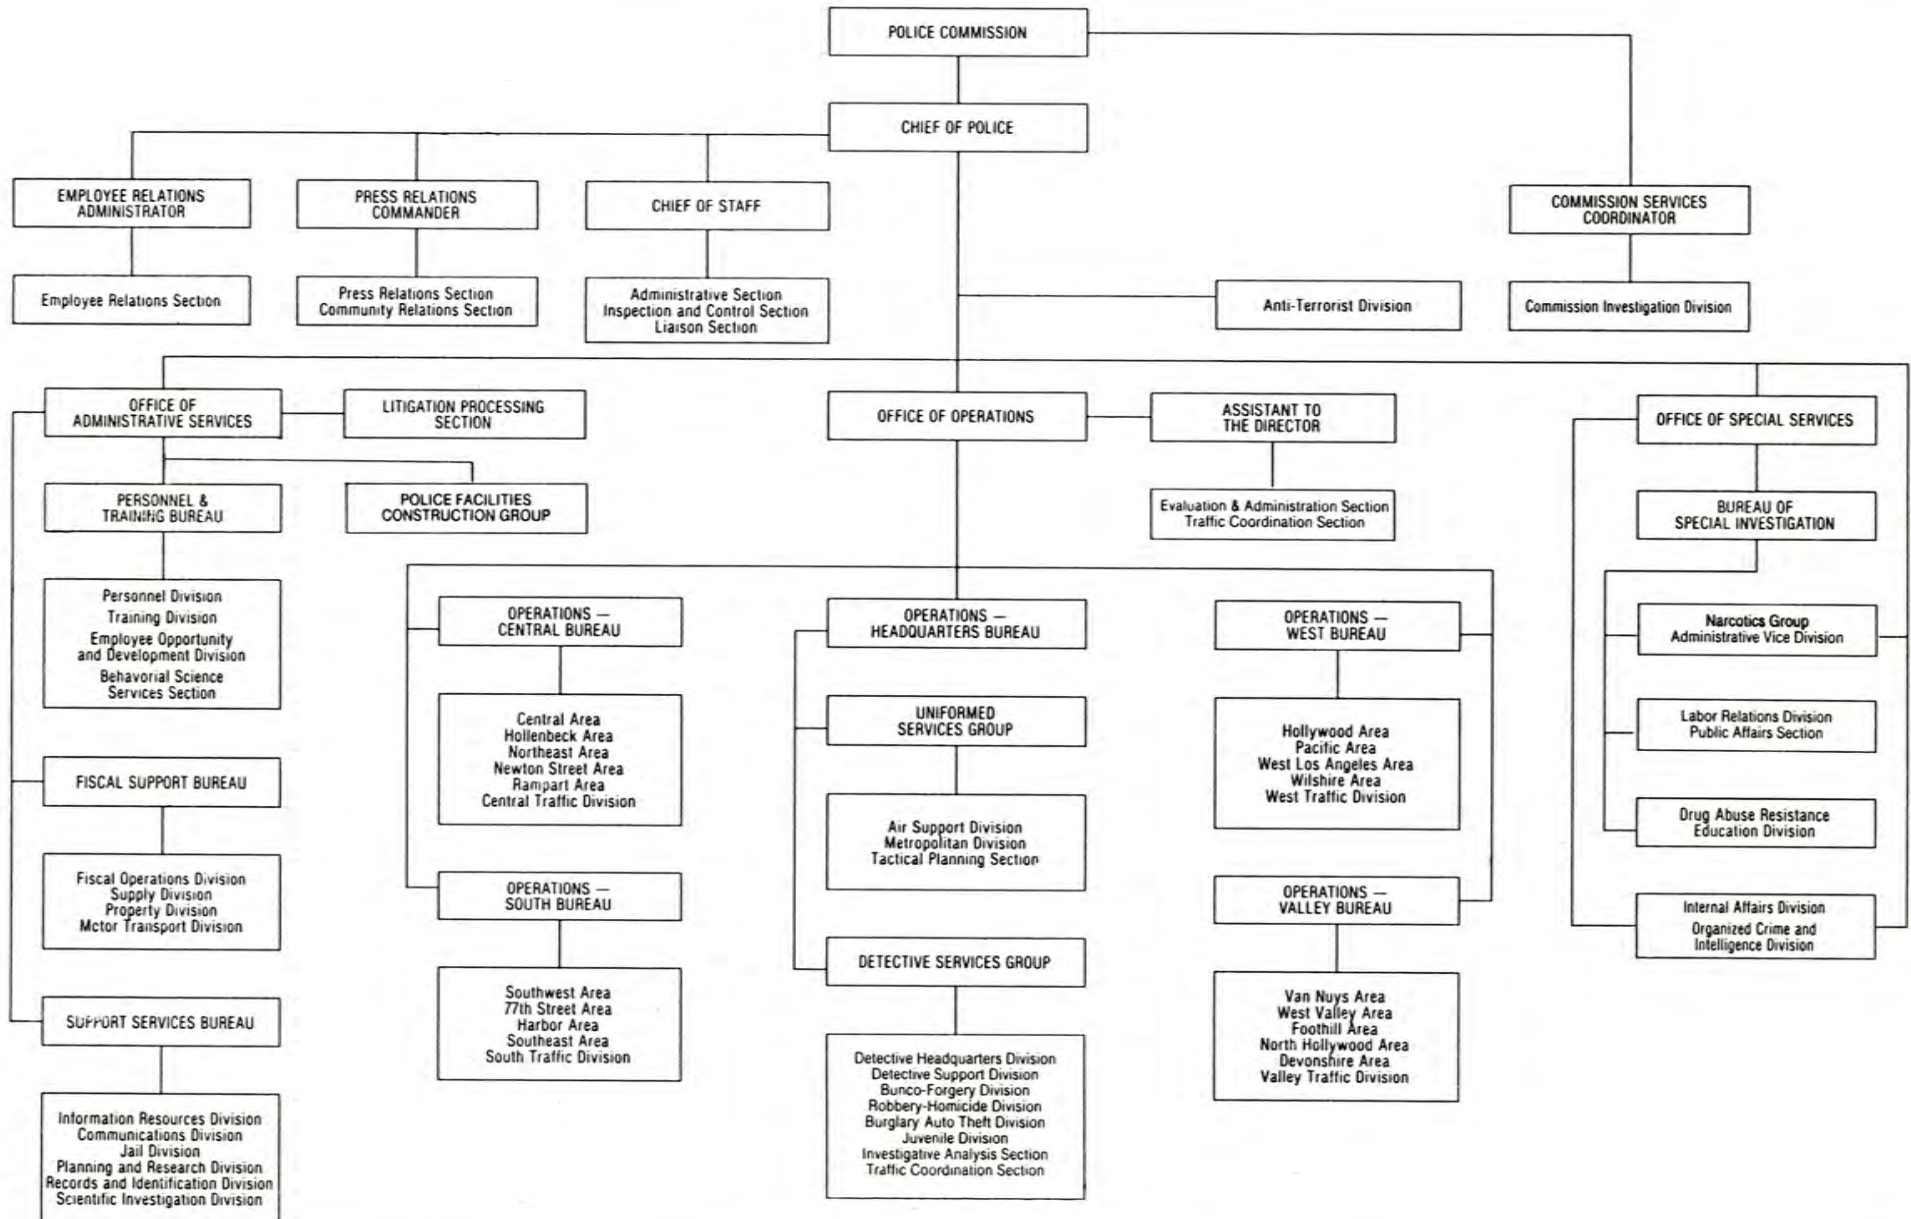 POLICE COMMISSION
CHIEF OF POLICE
EMPLOYEE RELATIONS
ADMINISTRATOR
PRESS RELATIONS
COMMANDER
CHIEF OF STAFF
COMMISSION SERVICES
COORDINATOR
Employee Relations Section
Press Relations Section
Community Relations Section
Administrative Section
Inspection and Control Section
Liaison Section
Anti-Terrorist Division
Commission Investigation Division
OFFICE OF
ADMINISTRATIVE SERVICES
LITIGATION PROCESSING
SECTION
OFFICE OF OPERATIONS
ASSISTANT TO
THE DIRECTOR
OFFICE OF SPECIAL SERVICES
PERSONNEL &
TRAINING BUREAU
POLICE FACILITIES
CONSTRUCTION GROUP
Evaluation & Administration Section
Traffic Coordination Section
BUREAU OF
SPECIAL INVESTIGATION
Personnel Division
Training Division
Employee Opportunity
and Development Division
Behavorial Science
Services Section
OPERATIONS —
CENTRAL BUREAU
OPERATIONS —
HEADQUARTERS BUREAU
OPERATIONS —
WEST BUREAU
Narcotics Group
Administrative Vice Division
Central Area
Hollenbeck Area
Northeast Area
Newton Street Area
Rampart Area
Central Traffic Division
UNIFORMED
SERVICES GROUP
Hollywood Area
Pacific Area
West Los Angeles Area
Wilshire Area
West Traffic Division
Labor Relations Division
Public Affairs Section
FISCAL SUPPORT BUREAU
Air Support Division
Metropolitan Division
Tactical Planning Section
Drug Abuse Resistance
Education Division
Fiscal Operations Division
Supply Division
Property Division
Motor Transport Division
OPERATIONS —
SOUTH BUREAU
DETECTIVE SERVICES GROUP
OPERATIONS —
VALLEY BUREAU
Internal Affairs Division
Organized Crime and
Intelligence Division
SUPPORT SERVICES BUREAU
Southwest Area
77th Street Area
Harbor Area
Southeast Area
South Traffic Division
Van Nuys Area
West Valley Area
Foothill Area
North Hollywood Area
Devonshire Area
Valley Traffic Division
Detective Headquarters Division
Detective Support Division
Bunco-Forgery Division
Robbery-Homicide Division
Burglary Auto Theft Division
Juvenile Division
Investigative Analysis Section
Traffic Coordination Section
Information Resources Division
Communications Division
Jail Division
Planning and Research Division
Records and Identification Division
Scientific Investigation Division